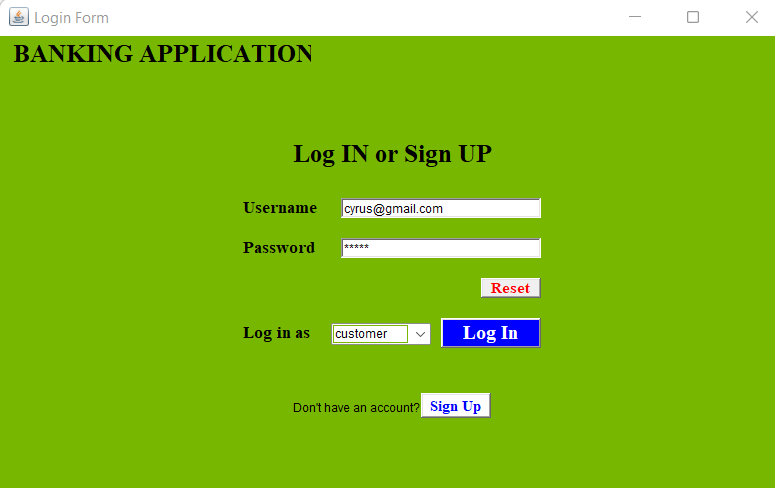 Login Form
BANKING APPLICATION
Log IN or Sign UP
Username cyrus@gmail.com
Password *****
Reset
Log in as customer Log In
Don't have an account? Sign Up